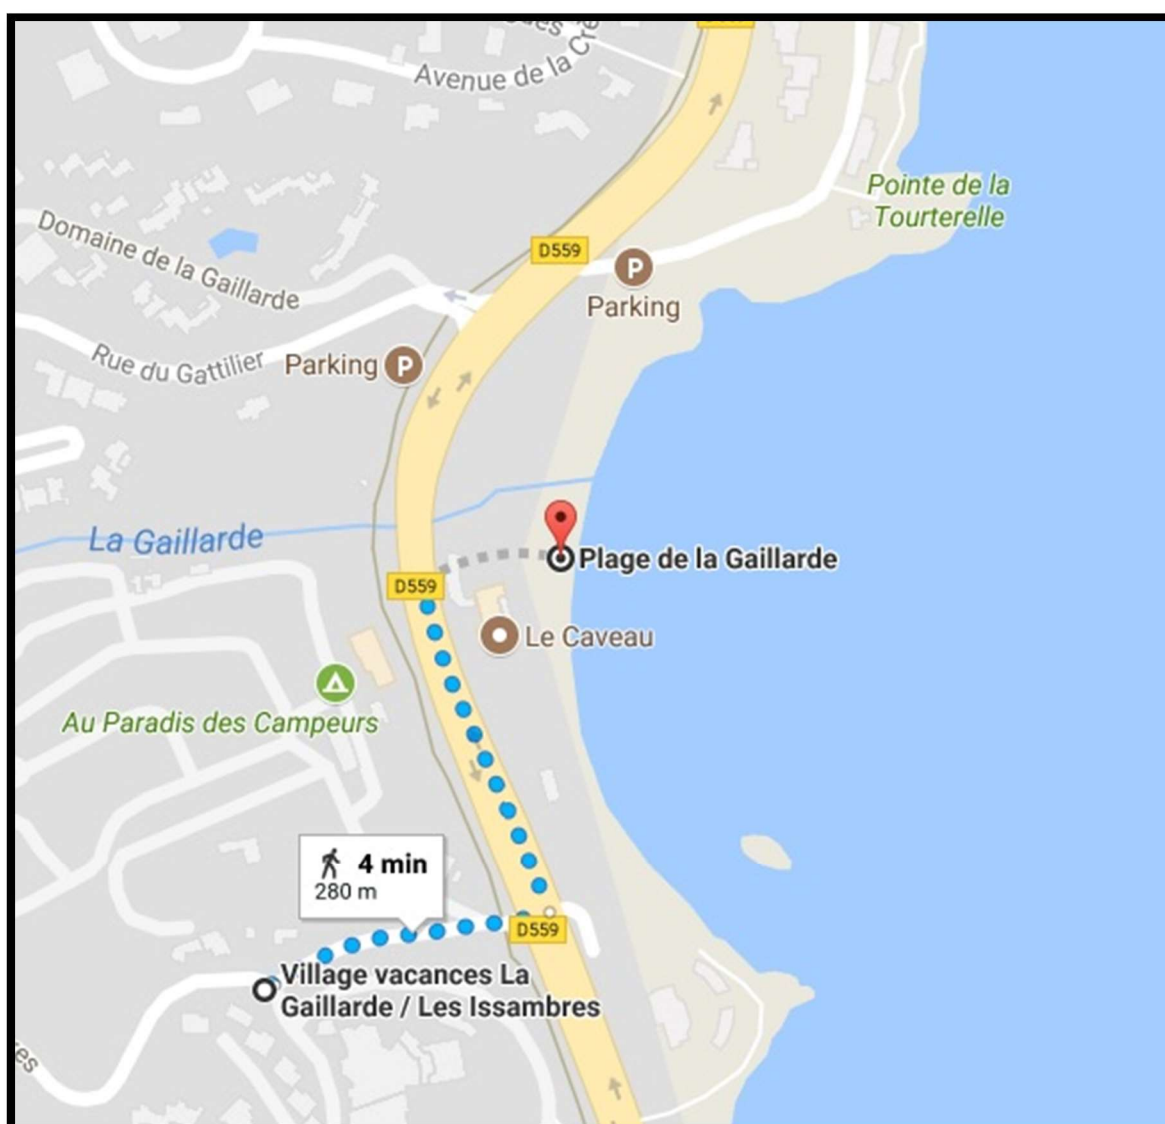 Avenue de la Cre
Pointe de la
Tourterelle
Domaine de la Gaillarde
D559
P
Parking
Rue du Gattilier
Parking P
La Gaillarde
Plage de la Gaillarde
D559
Le Caveau
Au Paradis des Campeurs
4 min
280 m
D559
Village vacances La
Gaillarde / Les Issambres
es